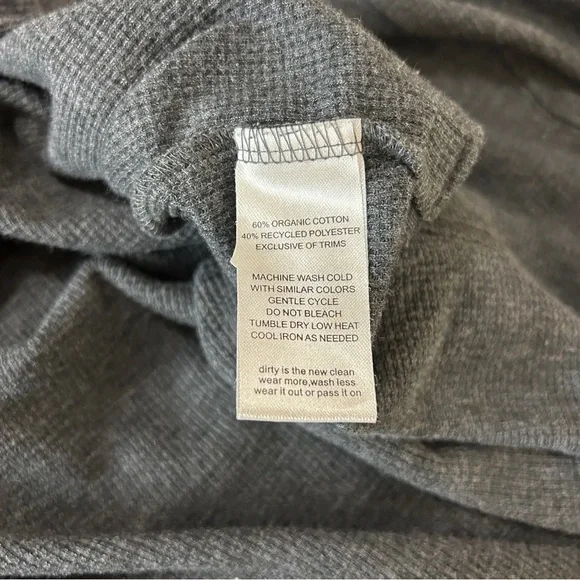 60% ORGANIC COTTON
40% RECYCLED POLYESTER
EXCLUSIVE OF TRIMS
MACHINE WASH COLD
WITH SIMILAR COLORS
GENTLE CYCLE
DO NOT BLEACH
TUMBLE DRY LOW HEAT
COOL IRON AS NEEDED
dirty is the new clean
wear more,wash less
wear it out or pass it on